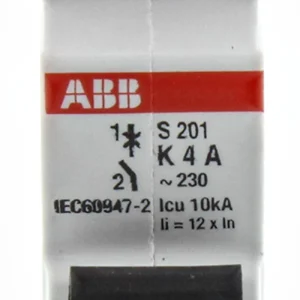 ABB
1 S 201
K 4 A
2 ~ 230
IEC60947-2 Icu 10kA
Ii = 12 x In